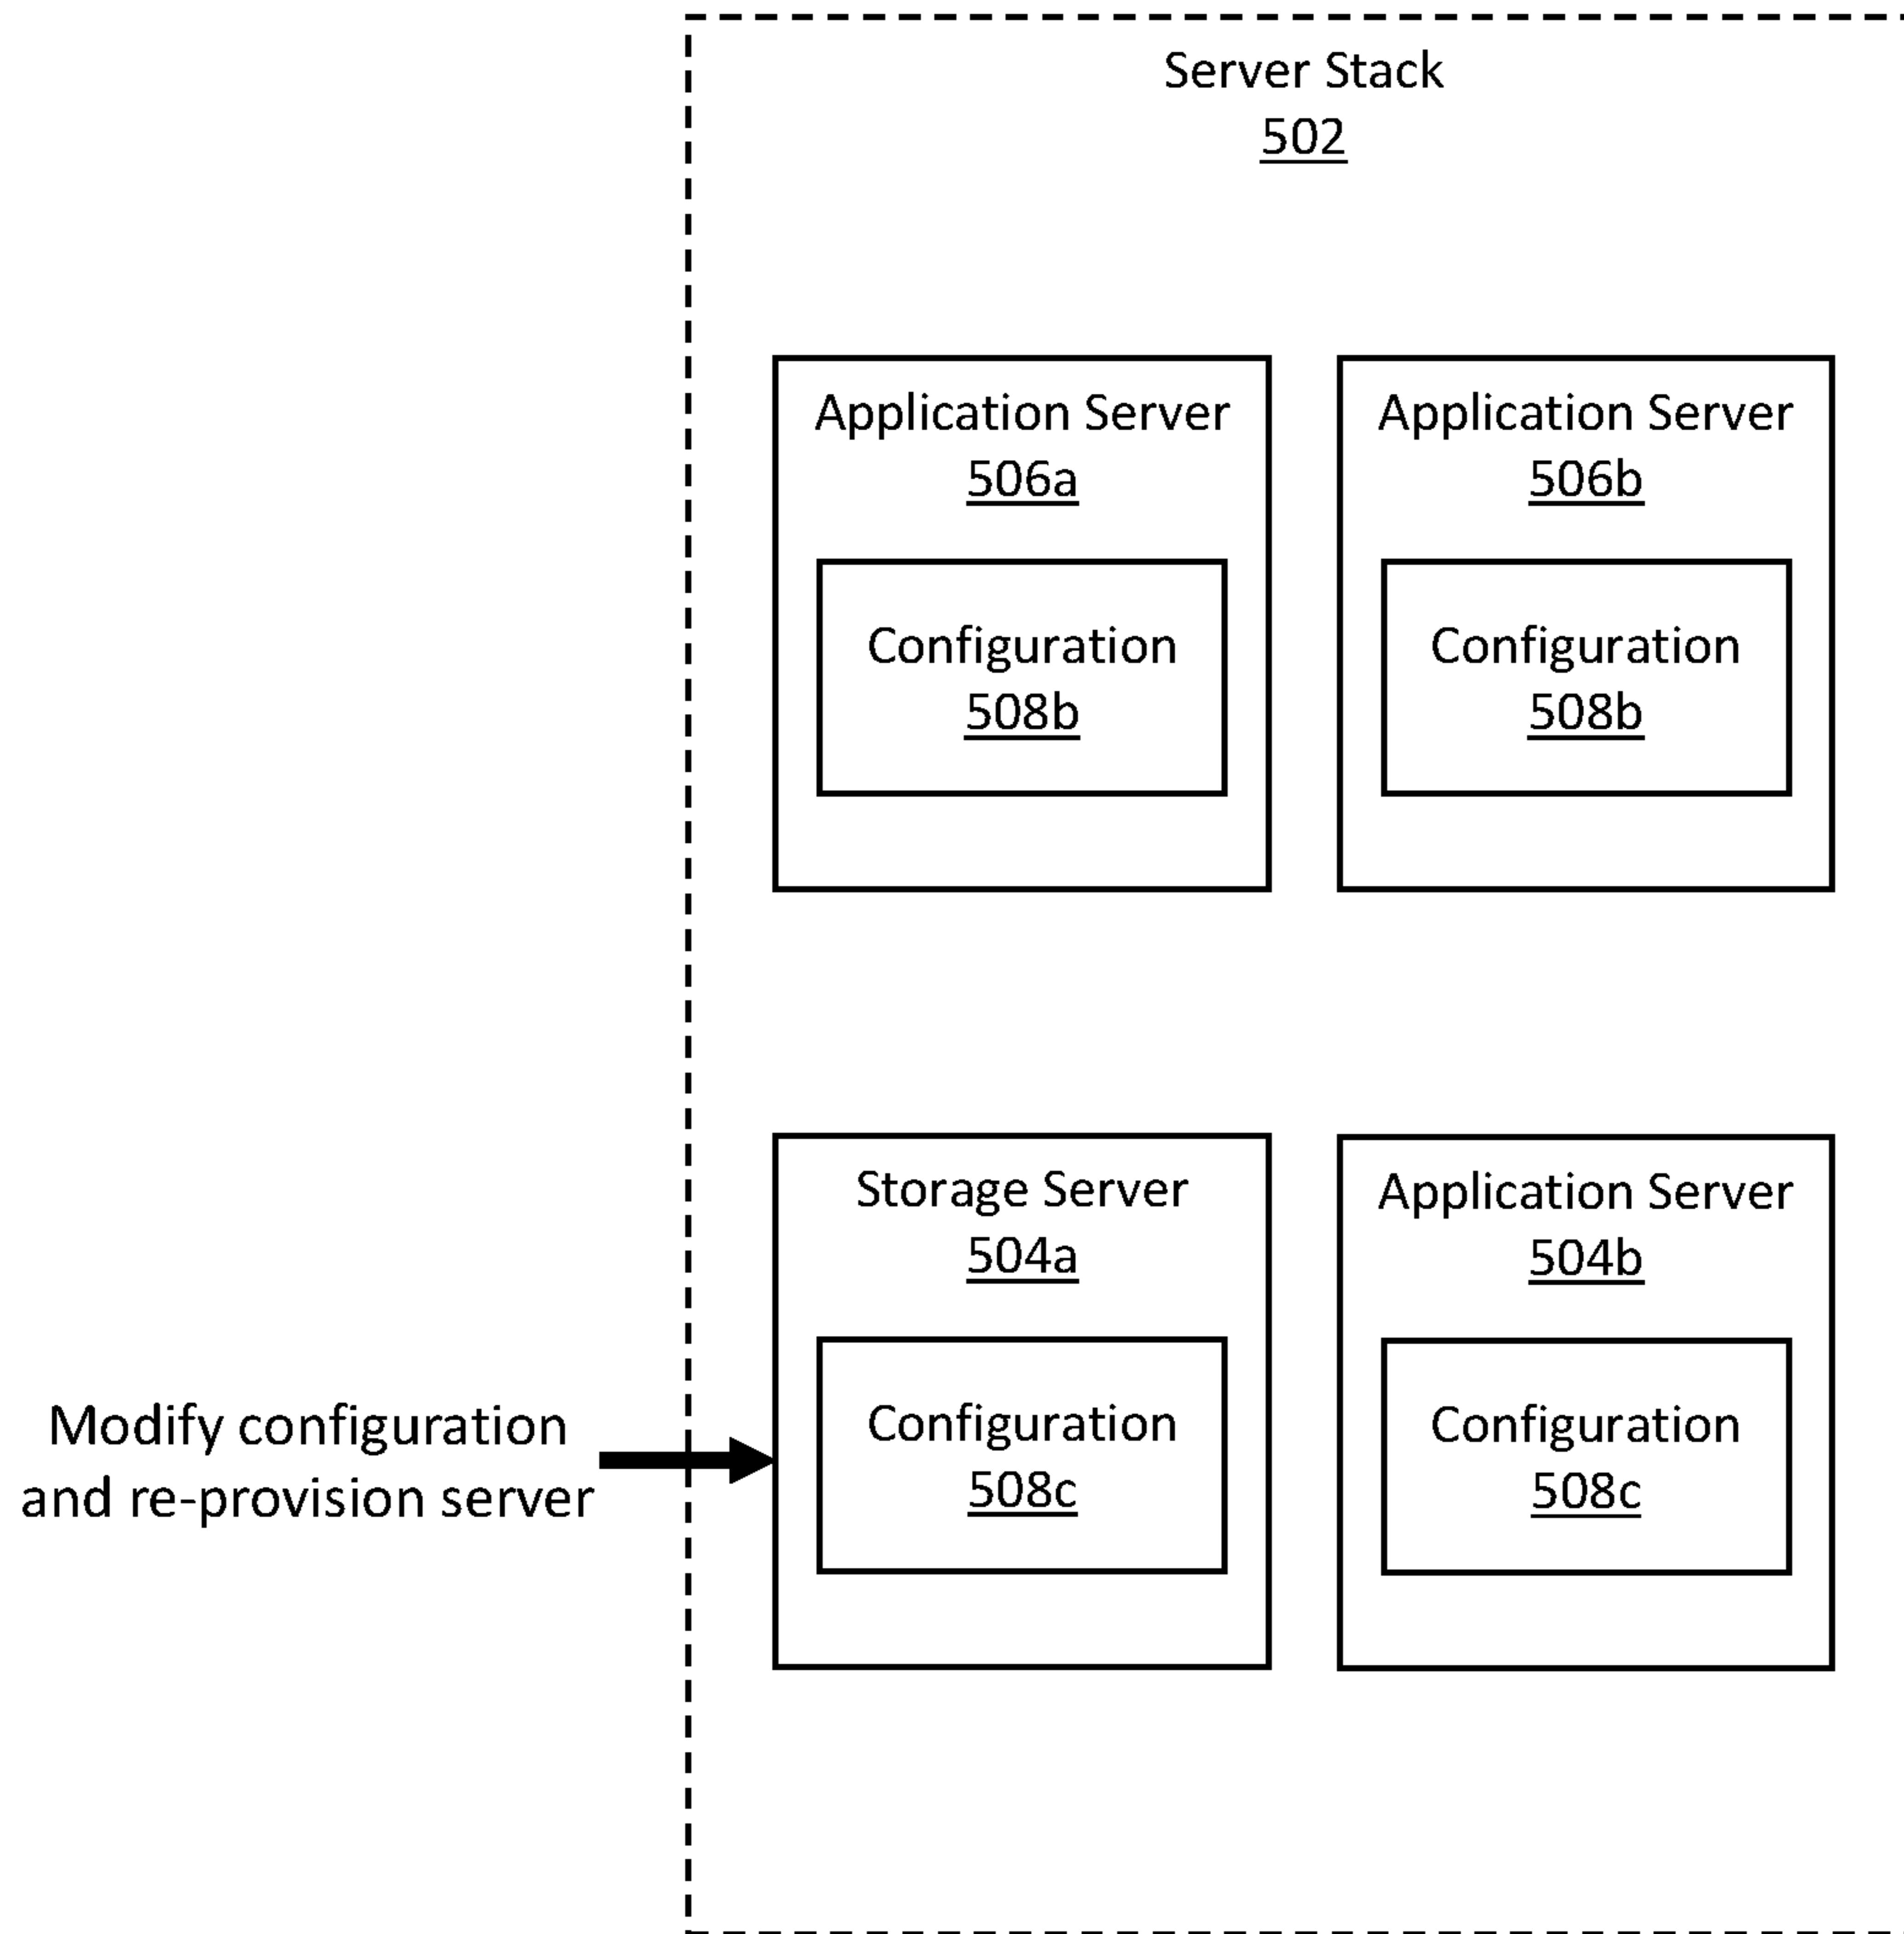 Server Stack
502
Application Server
506a
Configuration
508b
Application Server
506b
Configuration
508b
Storage Server
504a
Configuration
508c
Application Server
504b
Configuration
508c
Modify configuration
and re-provision server